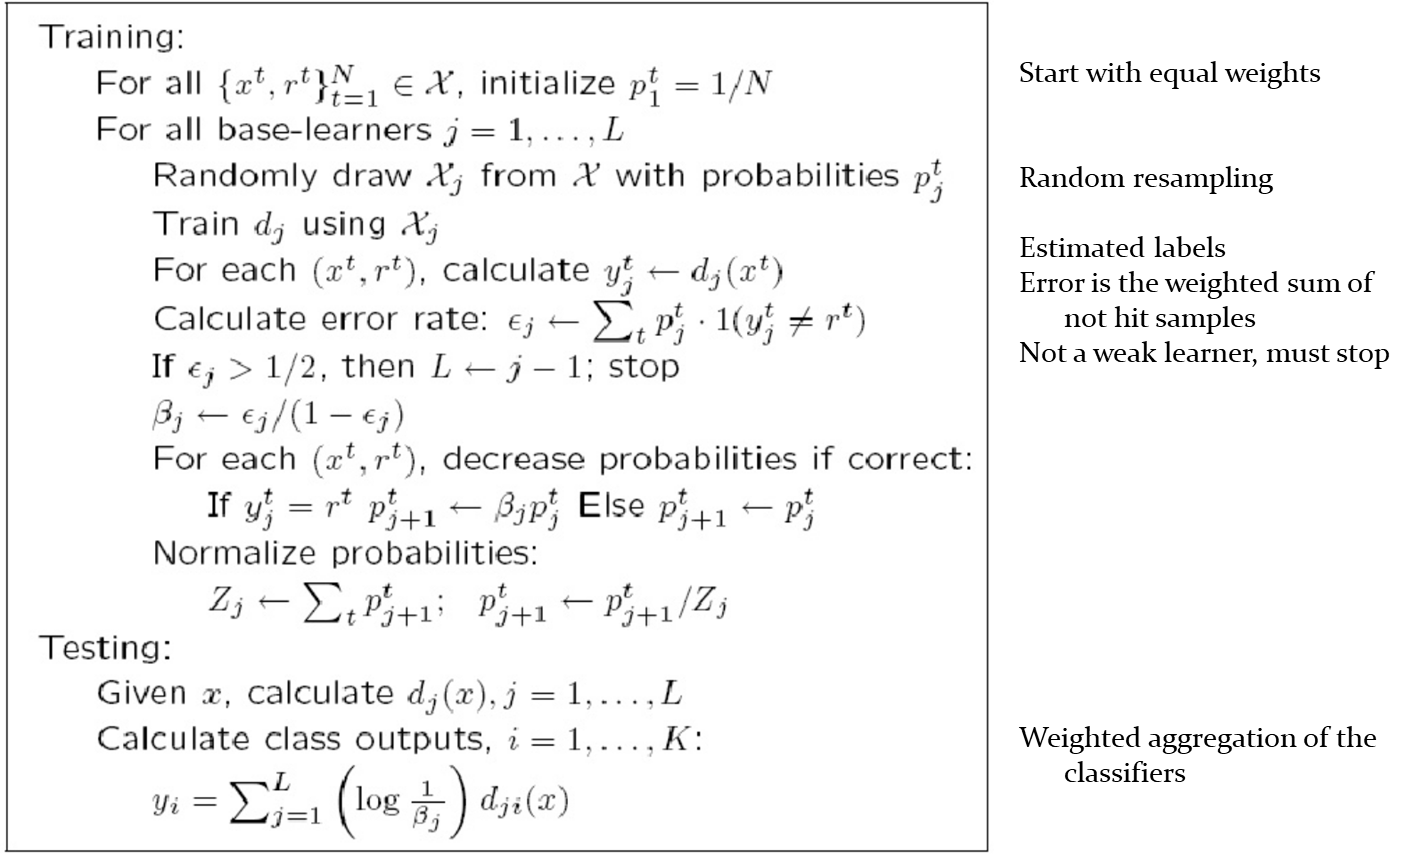 Training:
For all {x^t, r^t}_{t=1}^N ∈ 𝒳, initialize p_1^t = 1/N
Start with equal weights
For all base-learners j = 1, . . . , L
Randomly draw 𝒳_j from 𝒳 with probabilities p_j^t
Random resampling
Train d_j using 𝒳_j
For each (x^t, r^t), calculate y_j^t ← d_j(x^t)
Estimated labels
Calculate error rate: ϵ_j ← ∑_t p_j^t · 1(y_j^t ≠ r^t)
Error is the weighted sum of
not hit samples
If ϵ_j > 1/2, then L ← j − 1; stop
Not a weak learner, must stop
β_j ← ϵ_j/(1 − ϵ_j)
For each (x^t, r^t), decrease probabilities if correct:
If y_j^t = r^t p_{j+1}^t ← β_j p_j^t Else p_{j+1}^t ← p_j^t
Normalize probabilities:
Z_j ← ∑_t p_{j+1}^t; p_{j+1}^t ← p_{j+1}^t/Z_j
Testing:
Given x, calculate d_j(x), j = 1, . . . , L
Calculate class outputs, i = 1, . . . , K:
y_i = ∑_{j=1}^L (log 1/β_j) d_{ji}(x)
Weighted aggregation of the
classifiers